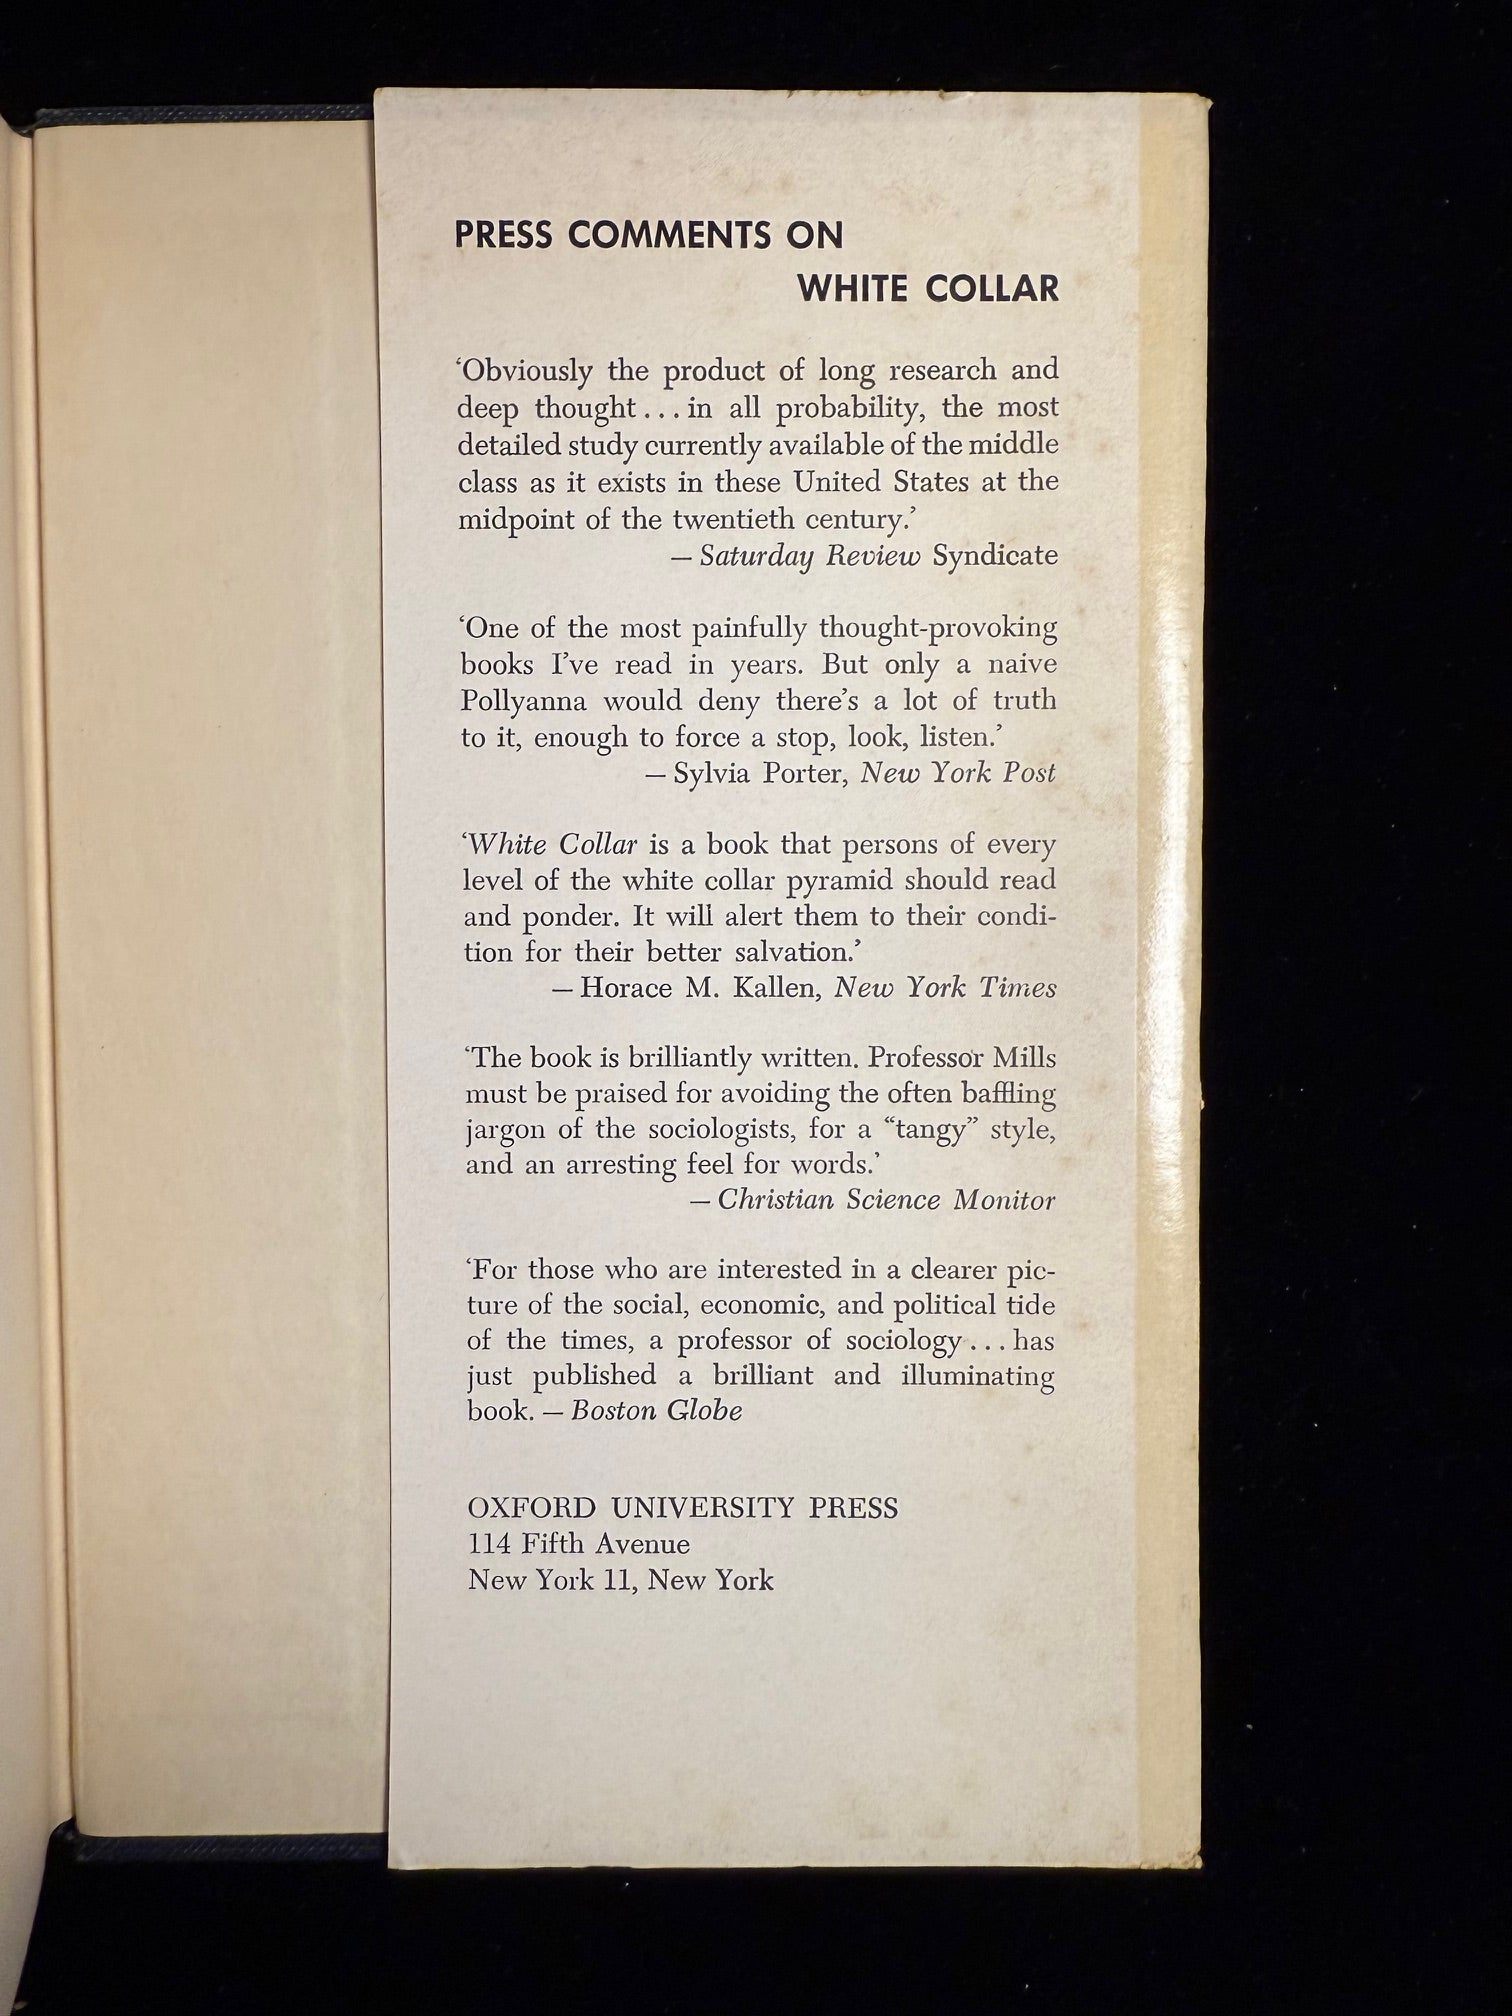 PRESS COMMENTS ON
WHITE COLLAR
‘Obviously the product of long research and
deep thought . . . in all probability, the most
detailed study currently available of the middle
class as it exists in these United States at the
midpoint of the twentieth century.’
— Saturday Review Syndicate
‘One of the most painfully thought-provoking
books I’ve read in years. But only a naive
Pollyanna would deny there’s a lot of truth
to it, enough to force a stop, look, listen.’
— Sylvia Porter, New York Post
‘White Collar is a book that persons of every
level of the white collar pyramid should read
and ponder. It will alert them to their condi-
tion for their better salvation.’
— Horace M. Kallen, New York Times
‘The book is brilliantly written. Professor Mills
must be praised for avoiding the often baffling
jargon of the sociologists, for a “tangy” style,
and an arresting feel for words.’
— Christian Science Monitor
‘For those who are interested in a clearer pic-
ture of the social, economic, and political tide
of the times, a professor of sociology . . . has
just published a brilliant and illuminating
book. — Boston Globe
OXFORD UNIVERSITY PRESS
114 Fifth Avenue
New York 11, New York